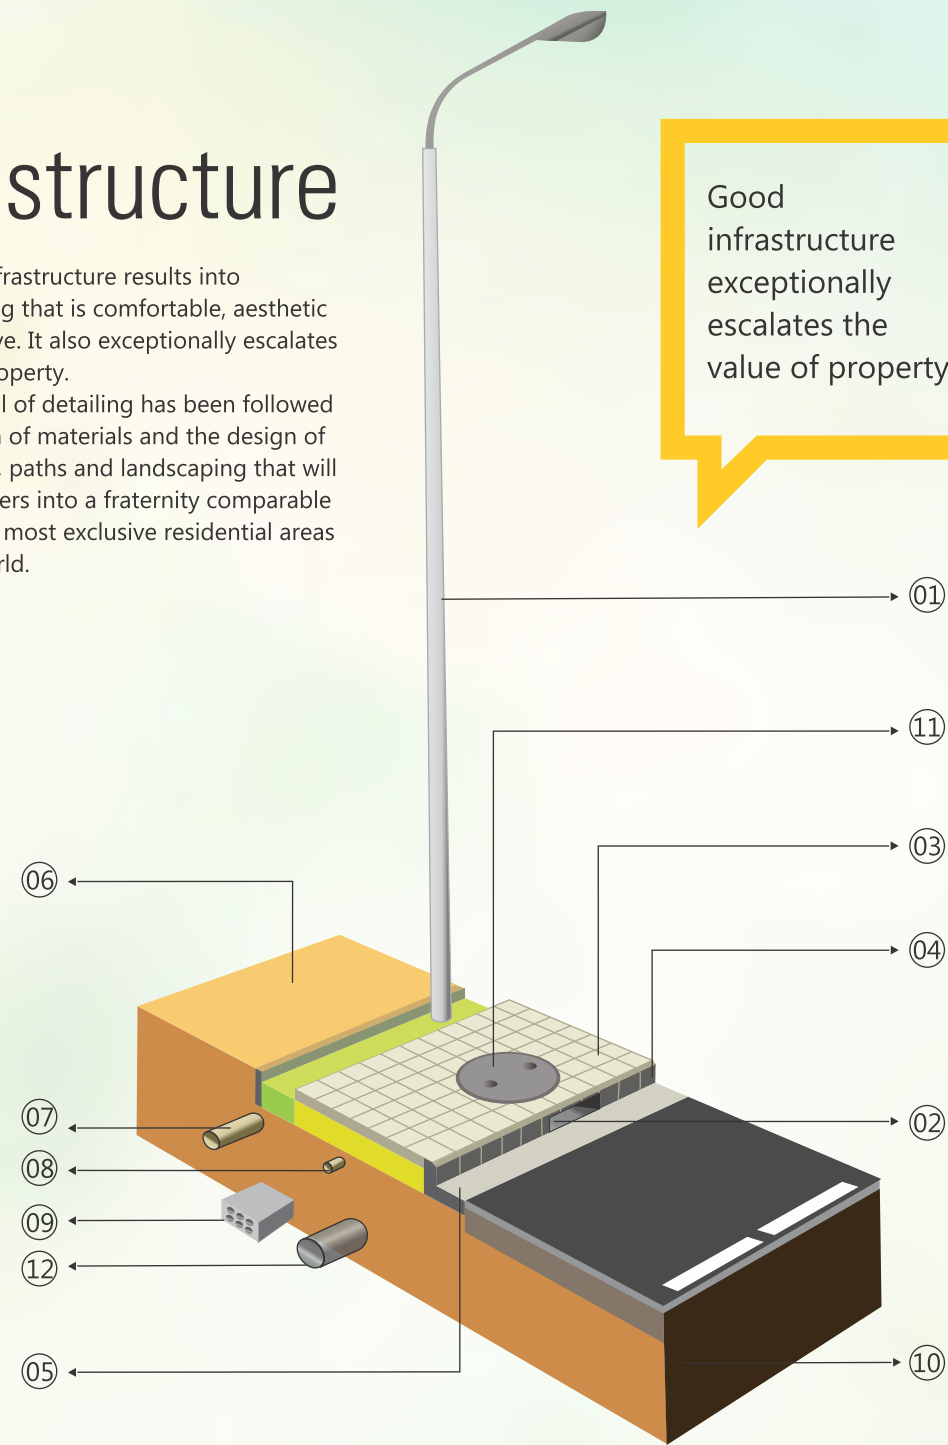 structure
frastructure results into
g that is comfortable, aesthetic
ve. It also exceptionally escalates
operty.
l of detailing has been followed
n of materials and the design of
, paths and landscaping that will
ers into a fraternity comparable
most exclusive residential areas
rld.
Good
infrastructure
exceptionally
escalates the
value of property
01
11
03
04
02
10
06
07
08
09
12
05